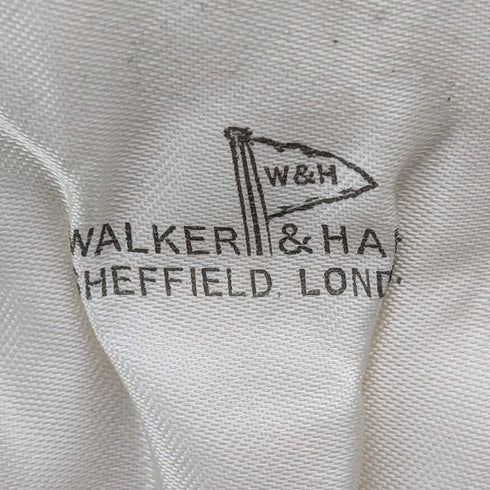 W&H
WALKER & HA
SHEFFIELD, LOND